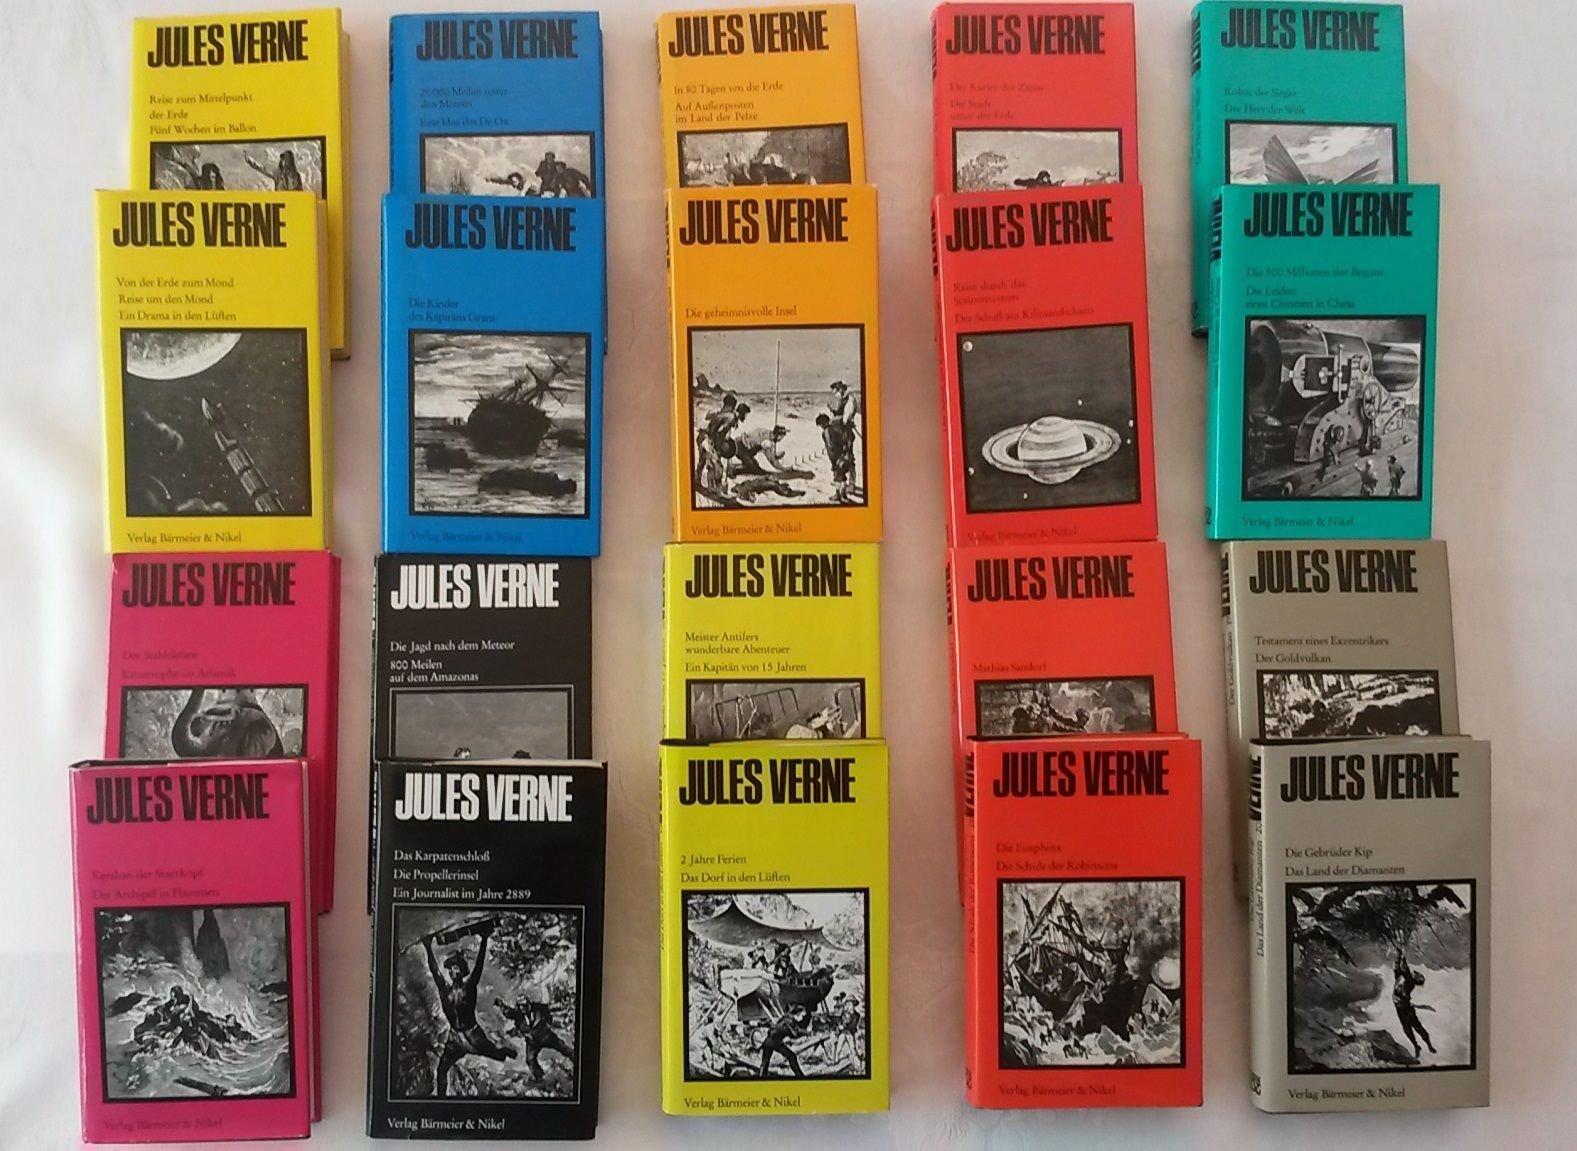 JULES VERNE
Reise zum Mittelpunkt
der Erde
Fünf Wochen im Ballon
JULES VERNE
20000 Meilen unter
den Meeren
Eine Idee des Dr. Ox
JULES VERNE
In 80 Tagen um die Erde
Auf Außenposten
im Land der Pelze
JULES VERNE
Der Kurier des Zaren
Die Stadt
unter der Erde
JULES VERNE
Robur der Sieger
Der Herr der Welt
JULES VERNE
Von der Erde zum Mond
Reise um den Mond
Ein Drama in den Lüften
Verlag Bärmeier & Nikel
JULES VERNE
Die Kinder
des Kapitäns Grant
Verlag Bärmeier & Nikel
JULES VERNE
Die geheimnisvolle Insel
Verlag Bärmeier & Nikel
JULES VERNE
Reise durch das
Sonnensystem
Der Schuß am Kilimandscharo
Verlag Bärmeier & Nikel
JULES VERNE
Die 500 Millionen der Begum
Die Leiden
eines Chinesen in China
Verlag Bärmeier & Nikel
JULES VERNE
Der Stahlelefant
Katastrophe im Atlantik
JULES VERNE
Die Jagd nach dem Meteor
800 Meilen
auf dem Amazonas
JULES VERNE
Meister Antifers
wunderbare Abenteuer
Ein Kapitän von 15 Jahren
JULES VERNE
Mathias Sandorf
JULES VERNE
Testament eines Exzentrikers
Der Goldvulkan
Der Goldvulkan
JULES VERNE
Keraban der Starrkopf
Der Archipel in Flammen
Verlag Bärmeier & Nikel
JULES VERNE
Das Karpatenschloß
Die Propellerinsel
Ein Journalist im Jahre 2889
Verlag Bärmeier & Nikel
JULES VERNE
2 Jahre Ferien
Das Dorf in den Lüften
Verlag Bärmeier & Nikel
JULES VERNE
Die Eissphinx
Die Schule der Robinsons
Verlag Bärmeier & Nikel
JULES VERNE
Die Gebrüder Kip
Das Land der Diamanten
Verlag Bärmeier & Nikel
Das Land der Diamanten 20